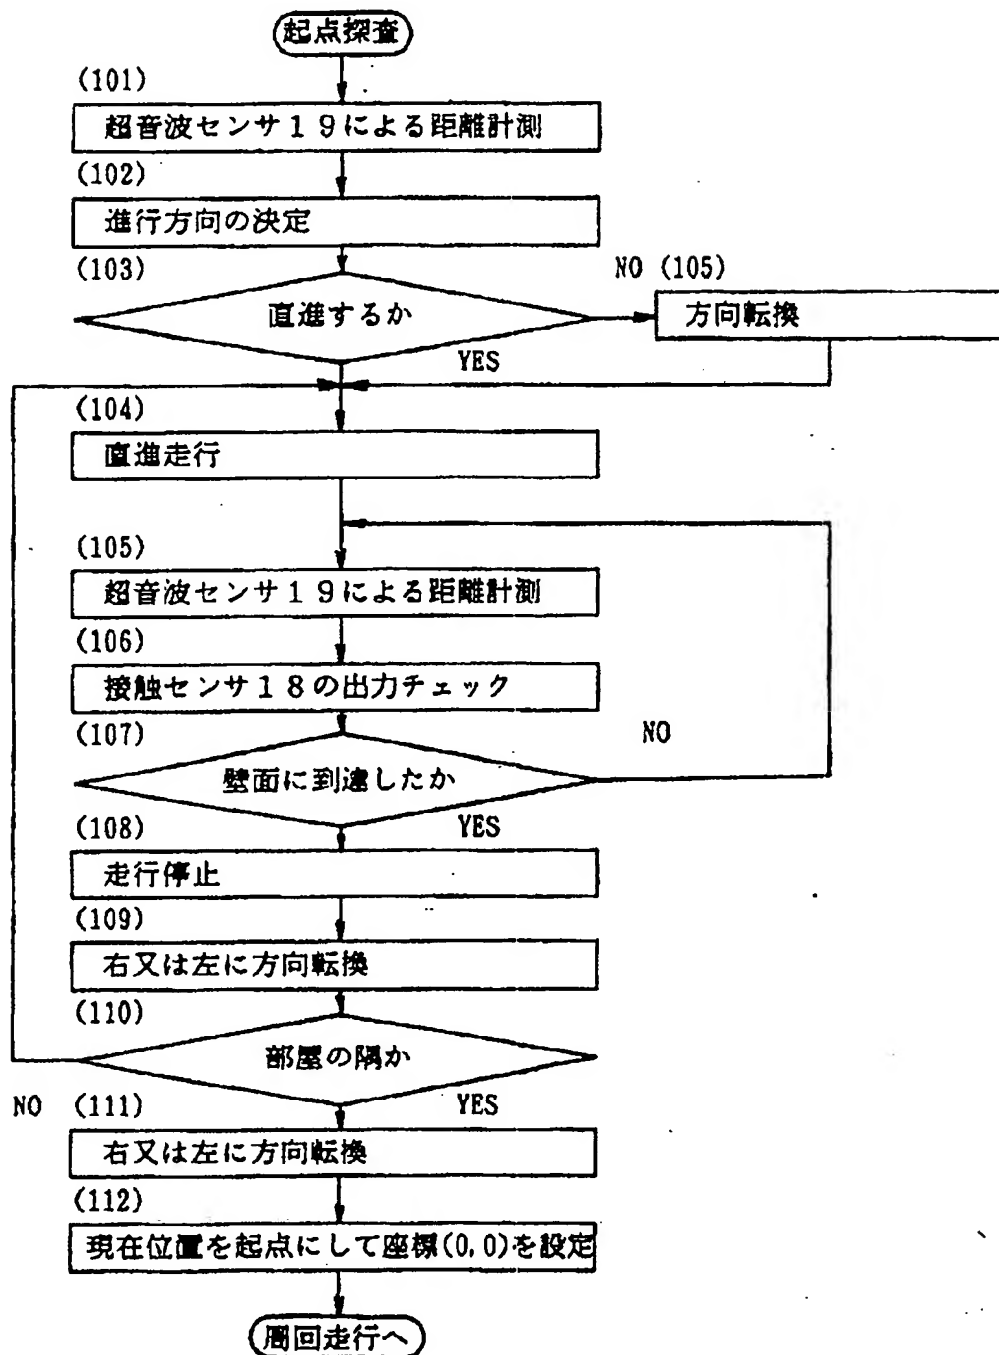 起点探査
(101)
超音波センサ19による距離計測
(102)
進行方向の決定
(103)
直進するか
NO (105)
方向転換
YES
(104)
直進走行
(105)
超音波センサ19による距離計測
(106)
接触センサ18の出力チェック
(107)
NO
壁面に到達したか
(108)
YES
走行停止
(109)
右又は左に方向転換
(110)
部屋の隅か
NO (111)
YES
右又は左に方向転換
(112)
現在位置を起点にして座標(0,0)を設定
周回走行へ